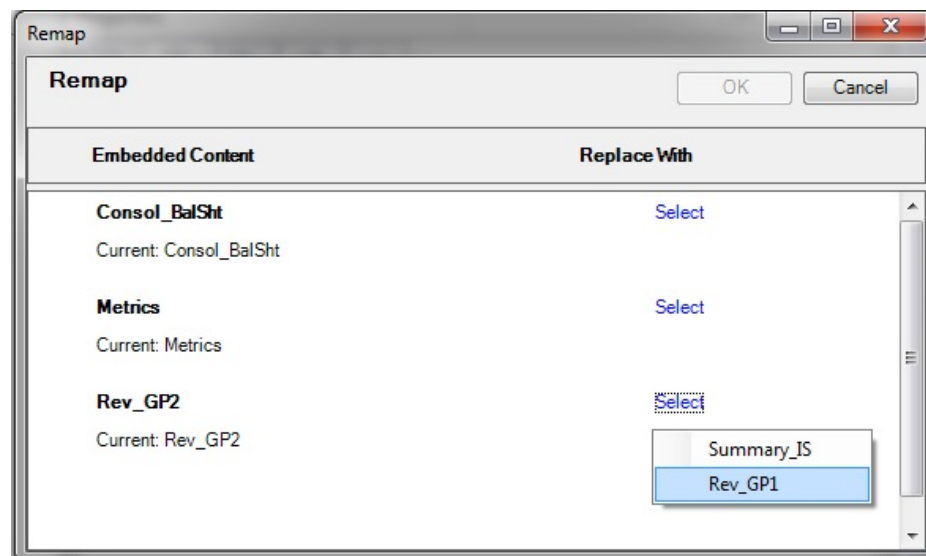 Remap
Remap
OK
Cancel
Embedded Content
Replace With
Consol_BalSht
Select
Current: Consol_BalSht
Metrics
Select
Current: Metrics
Rev_GP2
Select
Current: Rev_GP2
Summary_IS
Rev_GP1